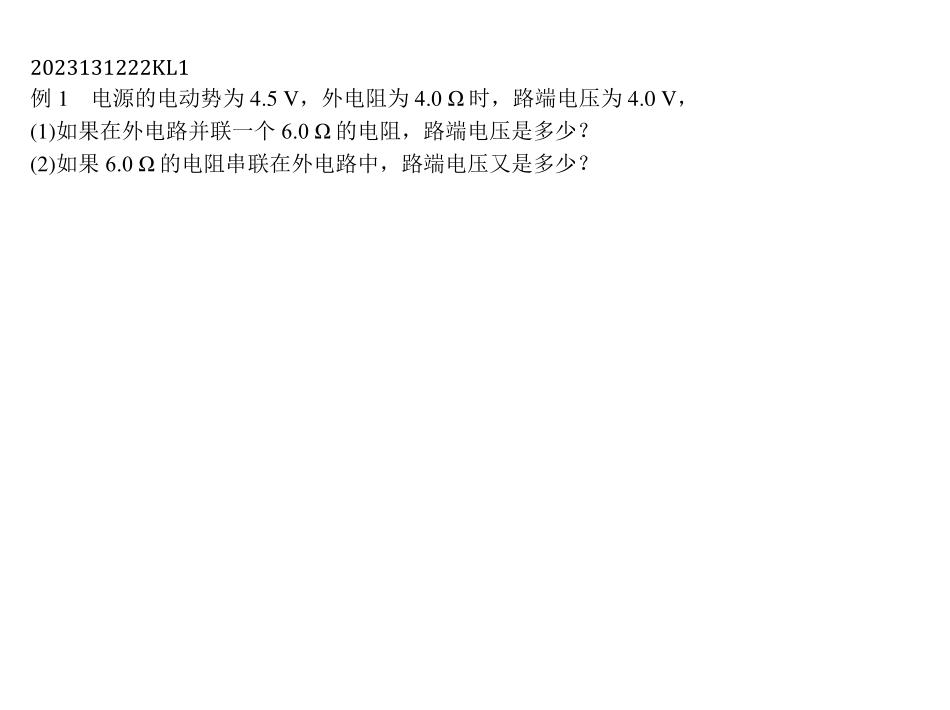 2023131222KL1
例 1　电源的电动势为 4.5 V，外电阻为 4.0 Ω 时，路端电压为 4.0 V，
(1)如果在外电路并联一个 6.0 Ω 的电阻，路端电压是多少？
(2)如果 6.0 Ω 的电阻串联在外电路中，路端电压又是多少？